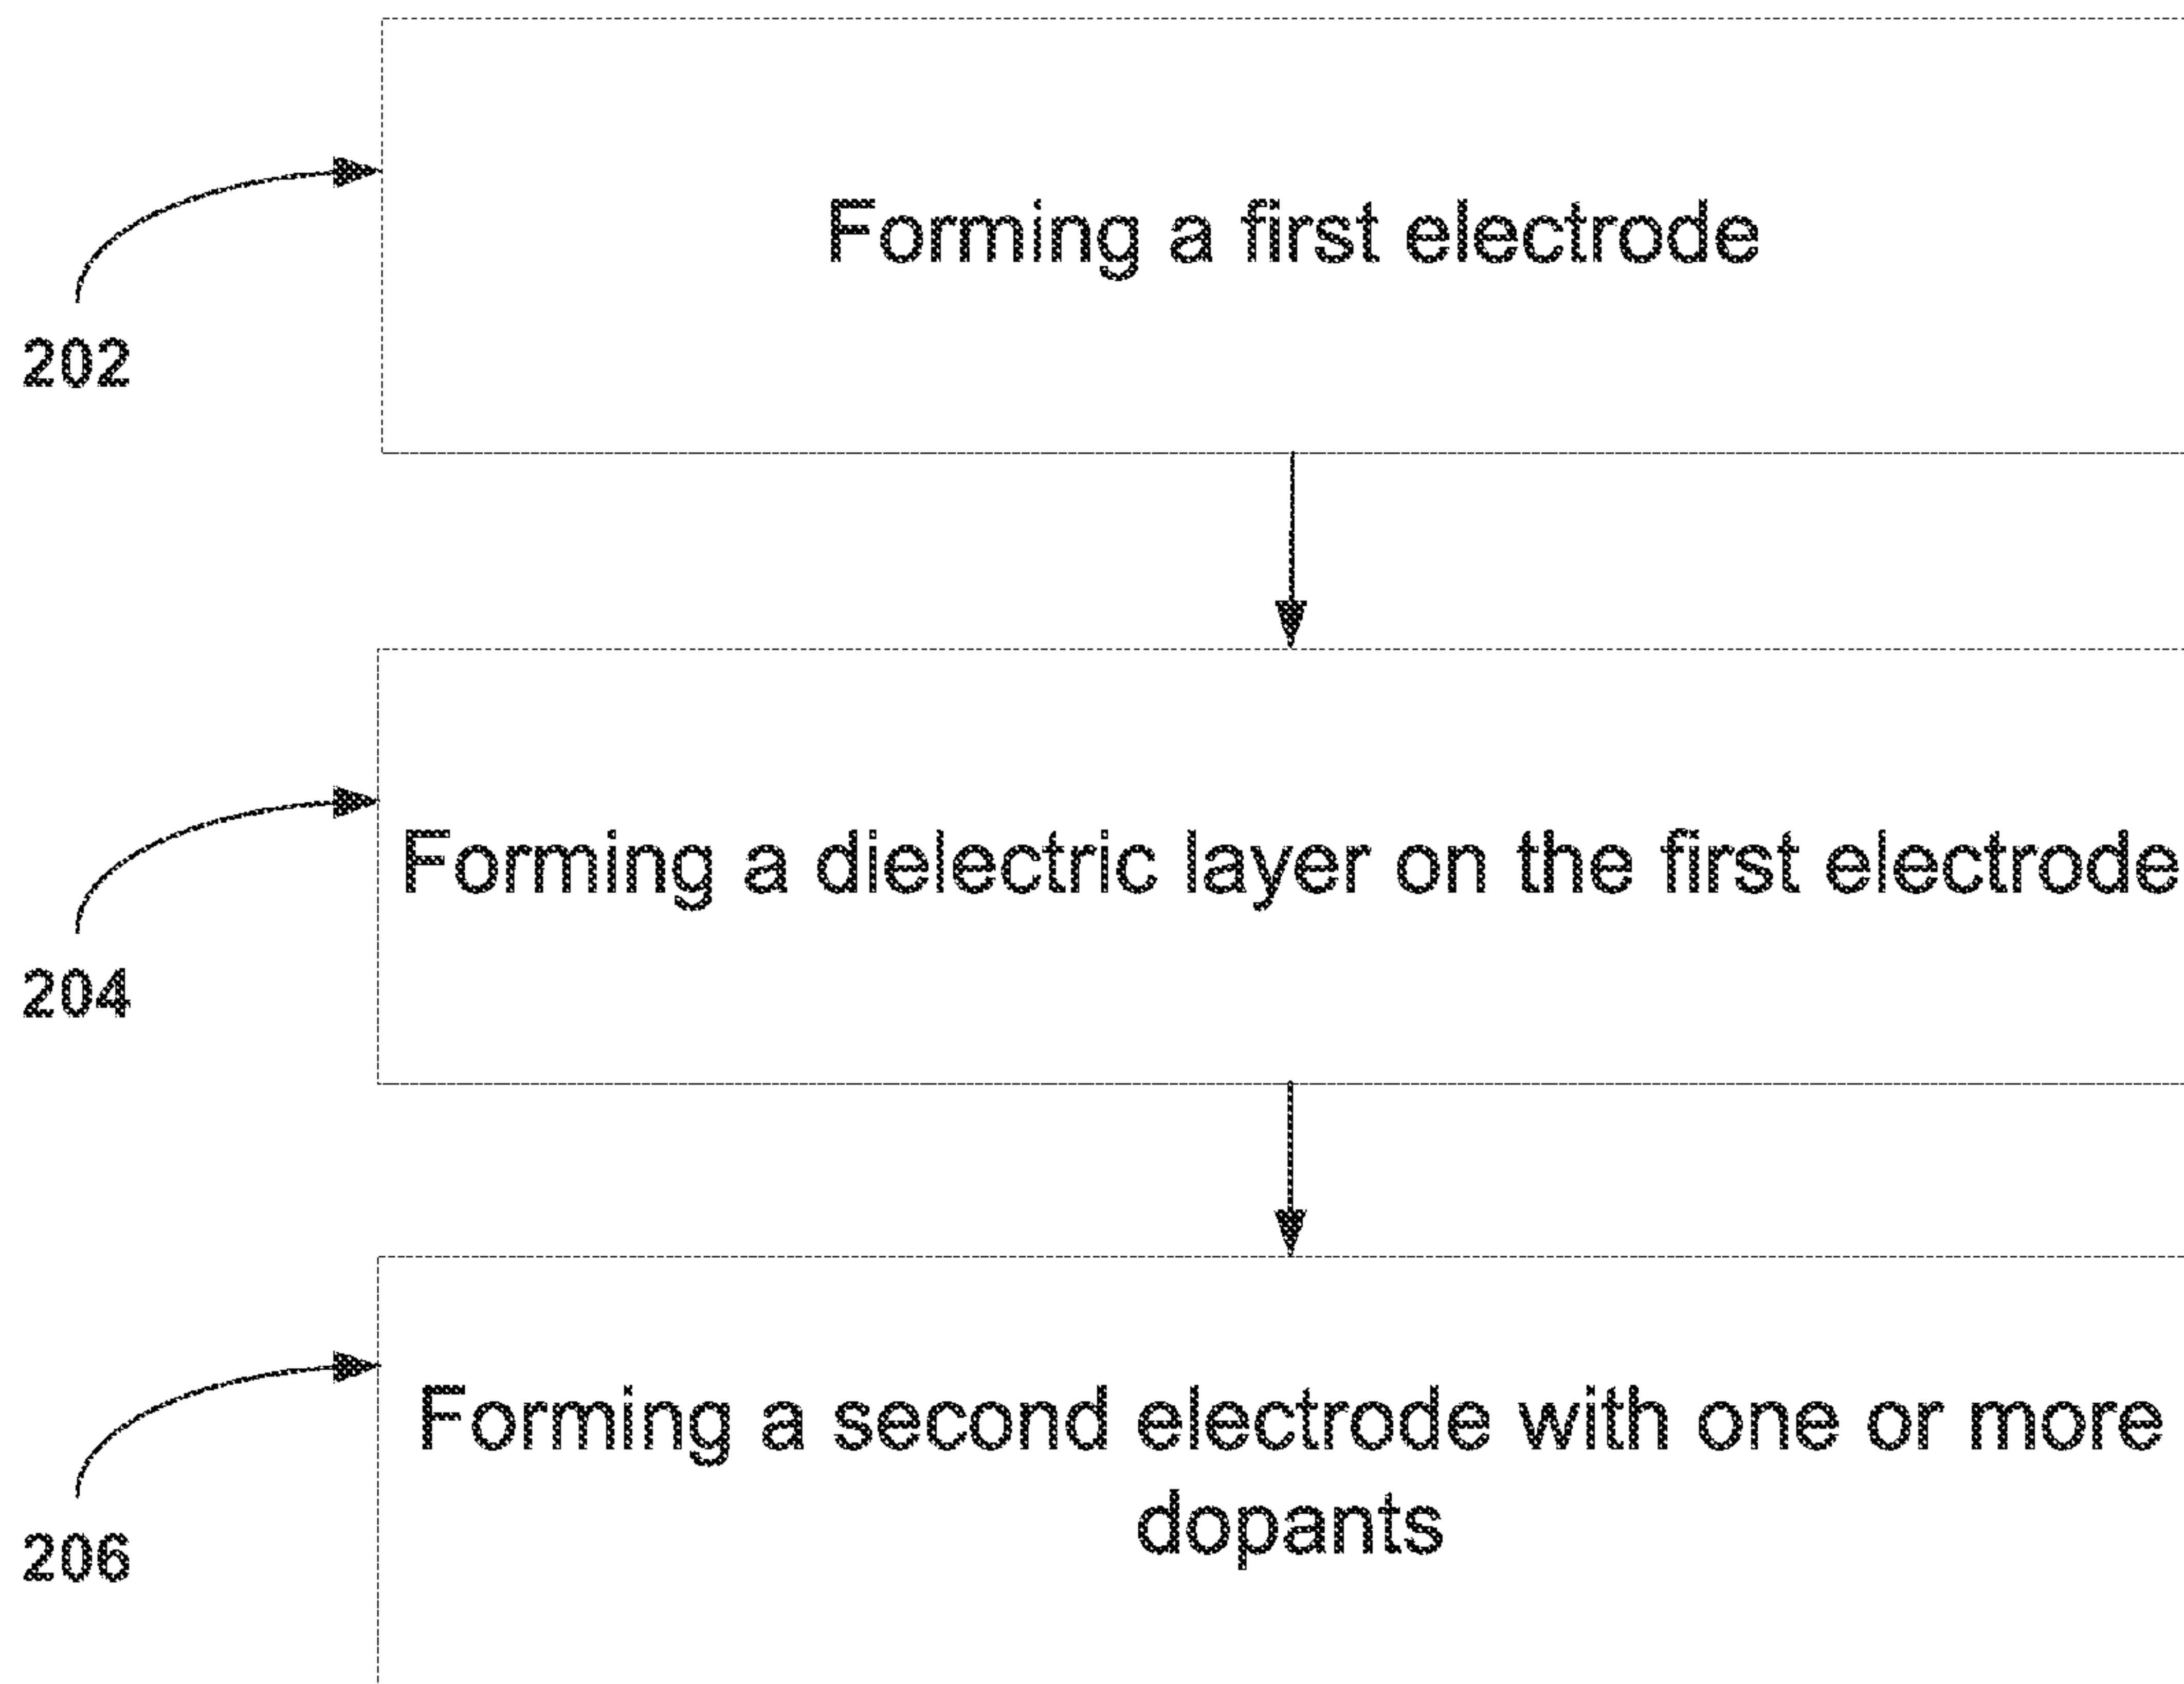 Forming a first electrode
202
Forming a dielectric layer on the first electrode
204
Forming a second electrode with one or more
dopants
206